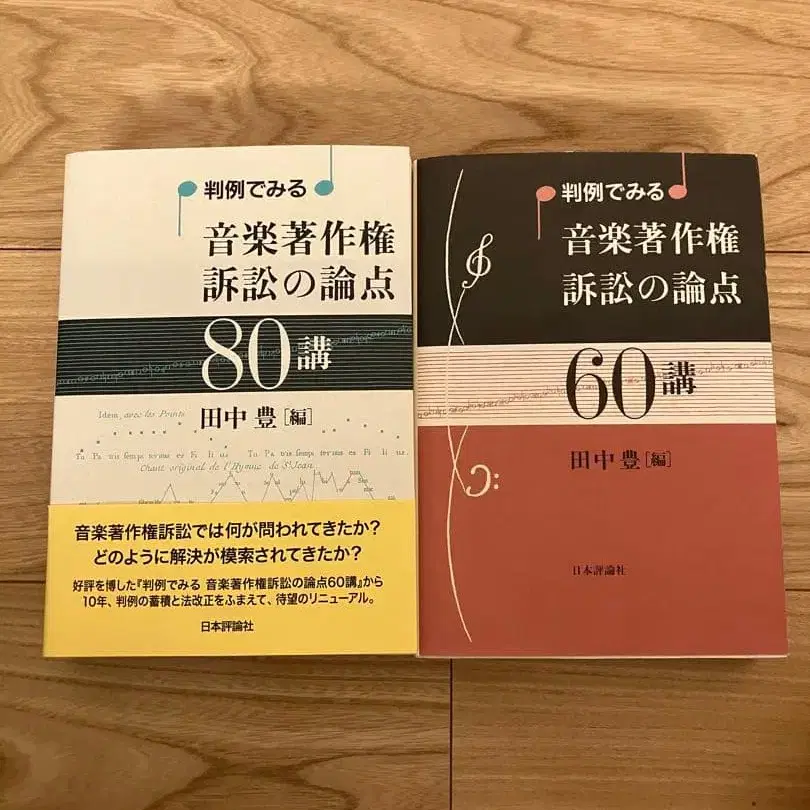 判例でみる
音楽著作権
訴訟の論点
80講
田中 豊[編]
Idem, avec les Points
Chant original de l'Hymne de St Jean
音楽著作権訴訟では何が問われてきたか?
どのように解決が模索されてきたか?
好評を博した『判例でみる 音楽著作権訴訟の論点60講』から
10年、判例の蓄積と法改正をふまえて、待望のリニューアル。
日本評論社
判例でみる
音楽著作権
訴訟の論点
60講
田中 豊[編]
日本評論社